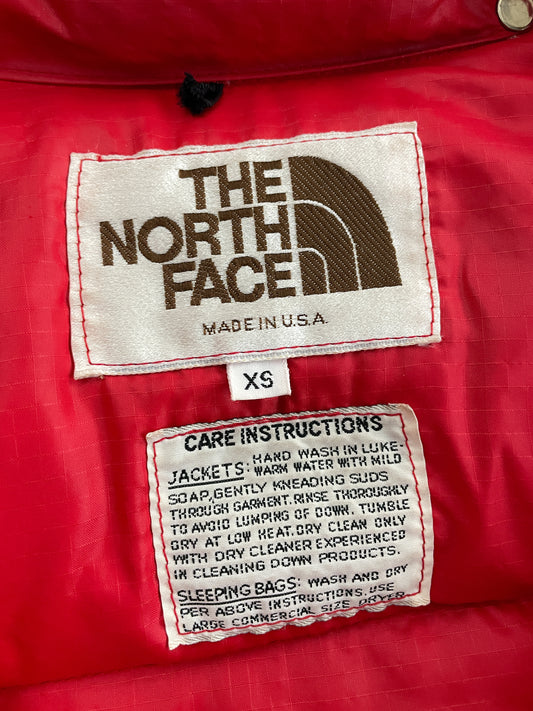 THE
NORTH
FACE
MADE IN U.S.A.
XS
CARE INSTRUCTIONS
JACKETS: HAND WASH IN LUKE-
WARM WATER WITH MILD
SOAP, GENTLY KNEADING SUDS
THROUGH GARMENT. RINSE THOROUGHLY
TO AVOID LUMPING OF DOWN. TUMBLE
DRY AT LOW HEAT. DRY CLEAN ONLY
WITH DRY CLEANER EXPERIENCED
IN CLEANING DOWN PRODUCTS.
SLEEPING BAGS: WASH AND DRY
PER ABOVE INSTRUCTIONS. USE
LARGE COMMERCIAL SIZE DRYER